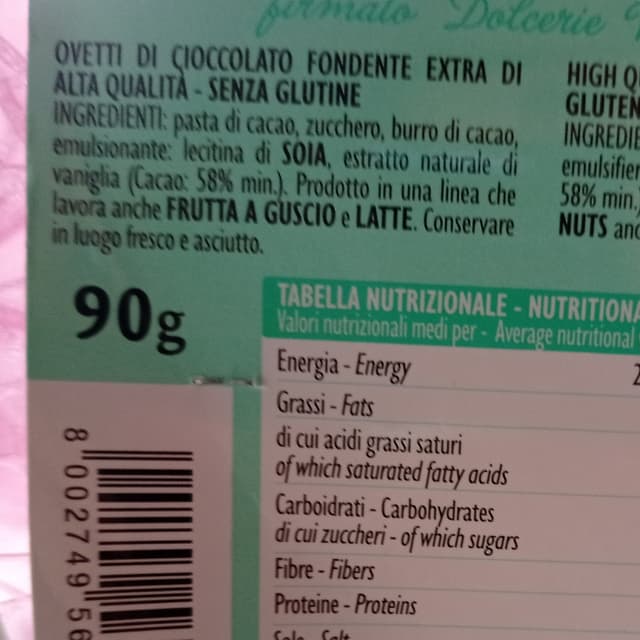 firmato Dolcerie
OVETTI DI CIOCCOLATO FONDENTE EXTRA DI
ALTA QUALITÀ - SENZA GLUTINE
INGREDIENTI: pasta di cacao, zucchero, burro di cacao,
emulsionante: lecitina di SOIA, estratto naturale di
vaniglia (Cacao: 58% min.). Prodotto in una linea che
lavora anche FRUTTA A GUSCIO e LATTE. Conservare
in luogo fresco e asciutto.
HIGH Q
GLUTEN
INGREDIE
emulsifier
58% min.
NUTS and
90g
TABELLA NUTRIZIONALE - NUTRITIONA
Valori nutrizionali medi per - Average nutritional
Energia - Energy
Grassi - Fats
di cui acidi grassi saturi
of which saturated fatty acids
Carboidrati - Carbohydrates
di cui zuccheri - of which sugars
Fibre - Fibers
Proteine - Proteins
Sale - Salt
8 002749 56